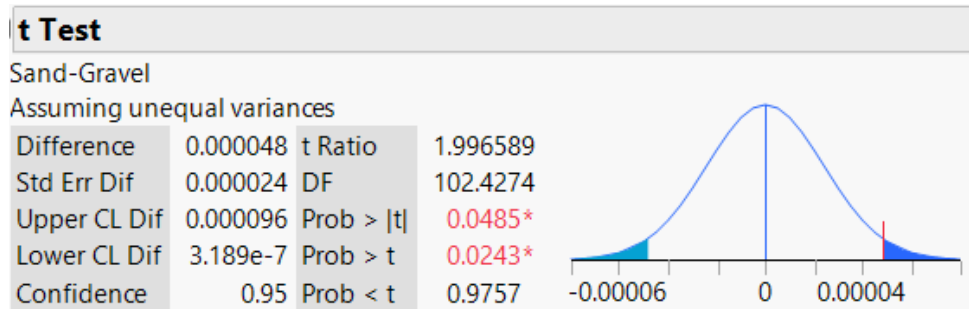 t Test
Sand-Gravel
Assuming unequal variances
Difference 0.000048 t Ratio 1.996589
Std Err Dif 0.000024 DF 102.4274
Upper CL Dif 0.000096 Prob > |t| 0.0485*
Lower CL Dif 3.189e-7 Prob > t 0.0243*
Confidence 0.95 Prob < t 0.9757
-0.00006 0 0.00004